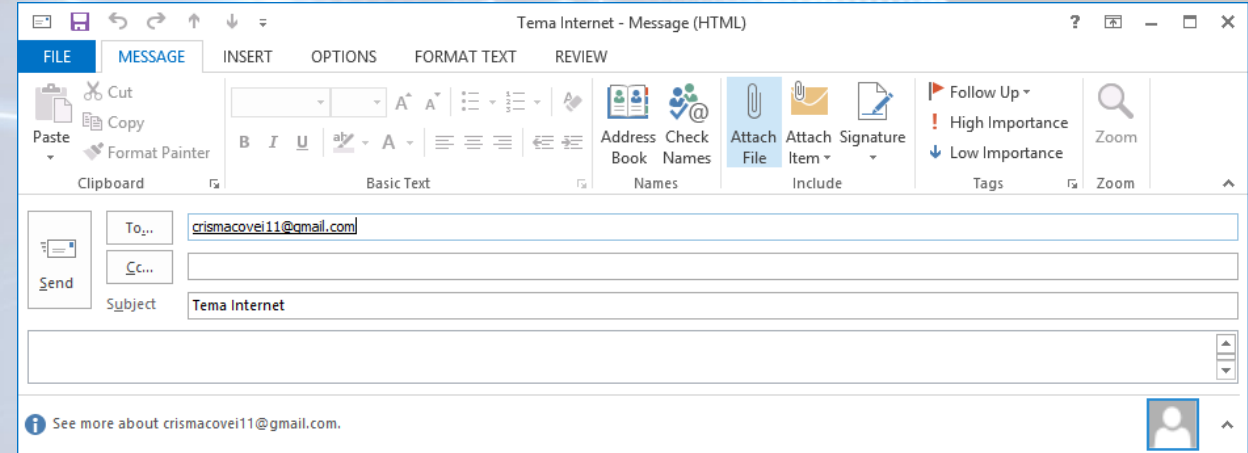 Tema Internet - Message (HTML)
FILE MESSAGE INSERT OPTIONS FORMAT TEXT REVIEW
Cut
Copy
Format Painter
Paste
Clipboard
B I U
Basic Text
Address Book
Check Names
Names
Attach File
Attach Item
Signature
Include
Follow Up
High Importance
Low Importance
Tags
Zoom
Zoom
Send
To...
crismacovei11@gmail.com
Cc...
Subject
Tema Internet
See more about crismacovei11@gmail.com.